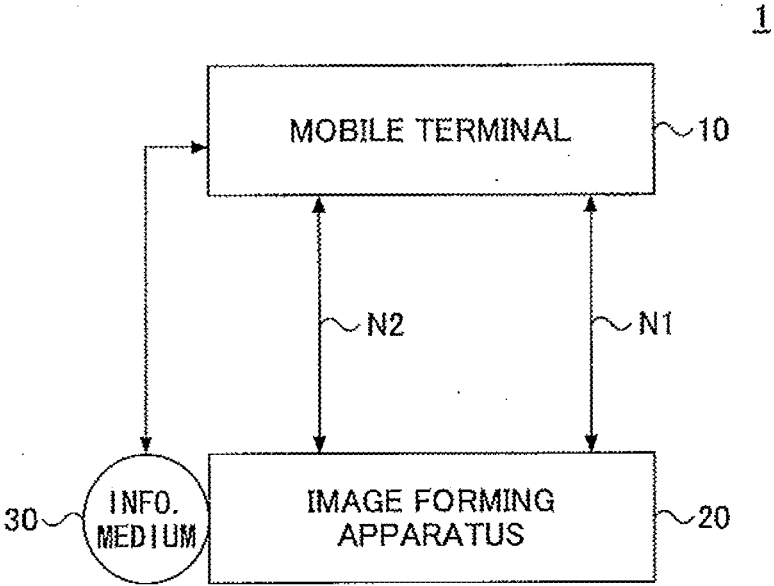 1
MOBILE TERMINAL
10
N2
N1
30
INFO.
MEDIUM
IMAGE FORMING
APPARATUS
20